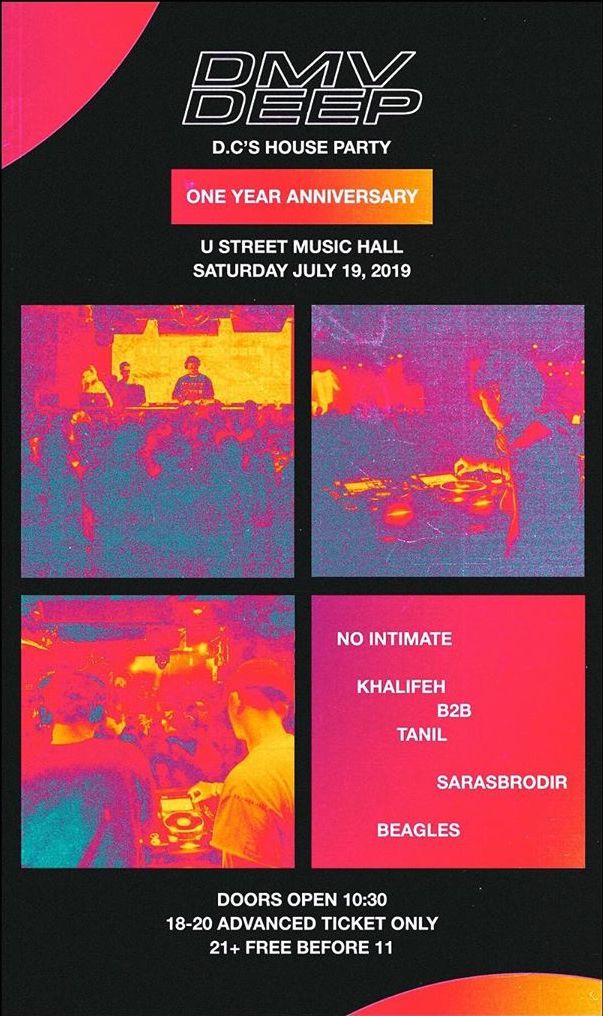 DMV
DEEP
D.C'S HOUSE PARTY
ONE YEAR ANNIVERSARY
U STREET MUSIC HALL
SATURDAY JULY 19, 2019
NO INTIMATE
KHALIFEH
B2B
TANIL
SARASBRODIR
BEAGLES
DOORS OPEN 10:30
18-20 ADVANCED TICKET ONLY
21+ FREE BEFORE 11